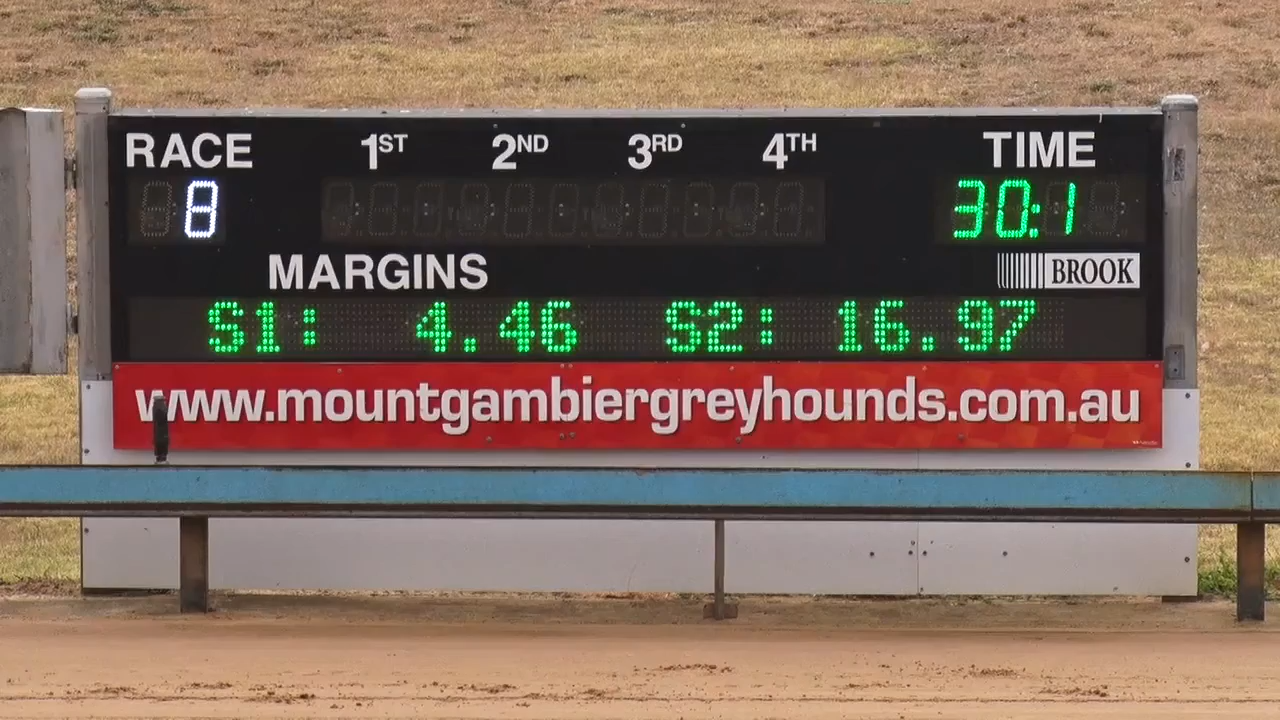 RACE 1ST 2ND 3RD 4TH TIME
8 30:1
MARGINS BROOK
S1: 4.46 S2: 16.97
www.mountgambiergreyhounds.com.au